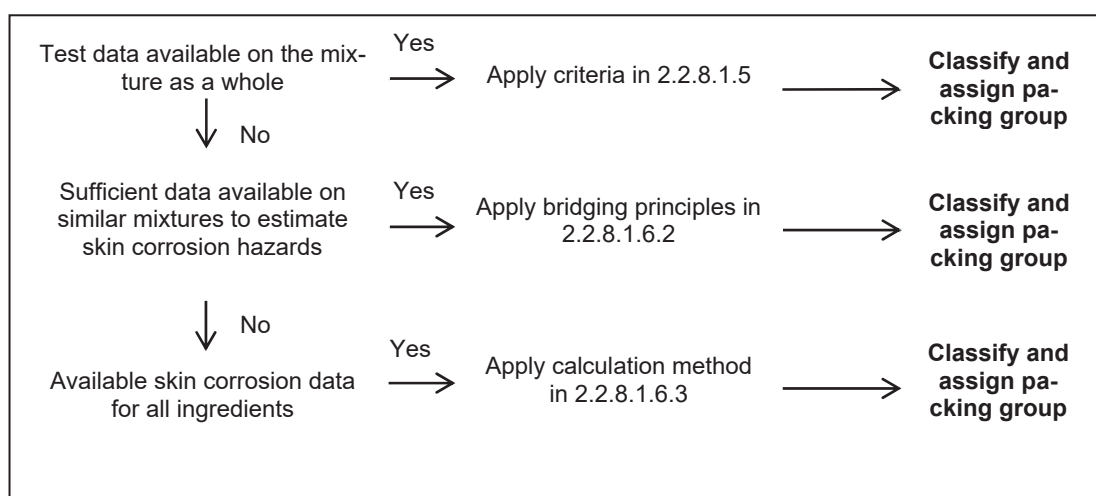 Test data available on the mix-
ture as a whole
Yes
Apply criteria in 2.2.8.1.5
Classify and
assign pa-
cking group
No
Sufficient data available on
similar mixtures to estimate
skin corrosion hazards
Yes
Apply bridging principles in
2.2.8.1.6.2
Classify and
assign pa-
cking group
No
Available skin corrosion data
for all ingredients
Yes
Apply calculation method
in 2.2.8.1.6.3
Classify and
assign pa-
cking group